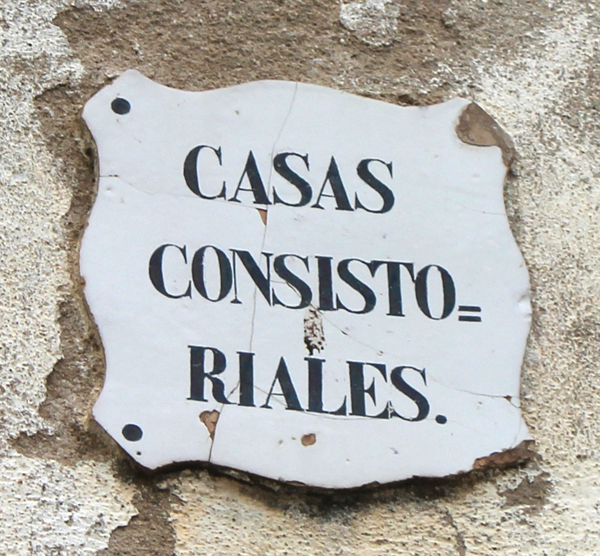 CASAS
CONSISTO=
RIALES.